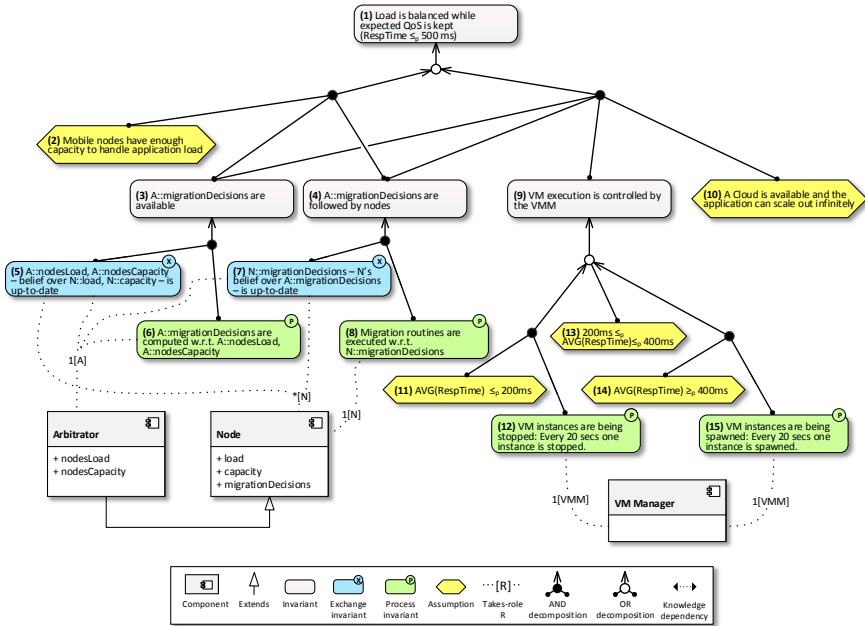 (1) Load is balanced while
expected QoS is kept
(RespTime ≤ₚ 500 ms)
(2) Mobile nodes have enough
capacity to handle application load
(3) A::migrationDecisions are
available
(4) A::migrationDecisions are
followed by nodes
(9) VM execution is controlled by
the VMM
(10) A Cloud is available and the
application can scale out infinitely
(5) A::nodesLoad, A::nodesCapacity
– belief over N::load, N::capacity – is
up-to-date
X
(7) N::migrationDecisions – N's
belief over A::migrationDecisions
– is up-to-date
X
(6) A::migrationDecisions are
computed w.r.t. A::nodesLoad,
A::nodesCapacity
P
(8) Migration routines are
executed w.r.t.
N::migrationDecisions
P
(13) 200ms ≤ₚ
AVG(RespTime)≤ₚ 400ms
(11) AVG(RespTime) ≤ₚ 200ms
(14) AVG(RespTime) ≥ₚ 400ms
(12) VM instances are being
stopped: Every 20 secs one
instance is stopped.
P
(15) VM instances are being
spawned: Every 20 secs one
instance is spawned.
P
1[A]
*[N]
1[N]
1[VMM]
1[VMM]
Arbitrator
+ nodesLoad
+ nodesCapacity
Node
+ load
+ capacity
+ migrationDecisions
VM Manager
X
P
[R]
Component
Extends
Invariant
Exchange
invariant
Process
invariant
Assumption
Takes-role
R
AND
decomposition
OR
decomposition
Knowledge
dependency